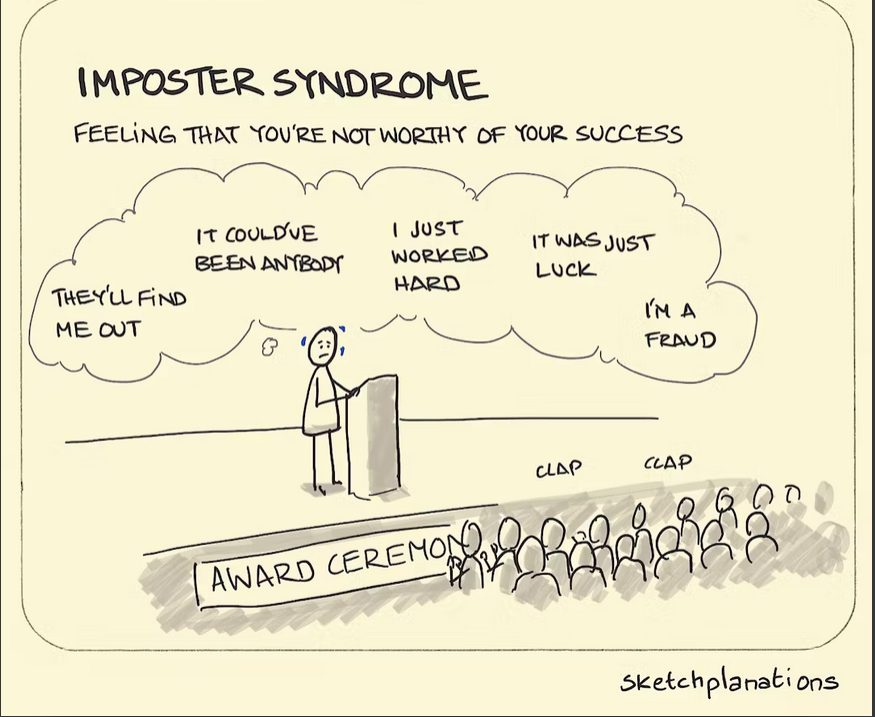 IMPOSTER SYNDROME
FEELING THAT YOU'RE NOT WORTHY OF YOUR SUCCESS
IT COULD'VE
BEEN ANYBODY
I JUST
WORKED
HARD
IT WAS JUST
LUCK
THEY'LL FIND
ME OUT
I'M A
FRAUD
CLAP
CLAP
AWARD CEREMON
sketchplanations